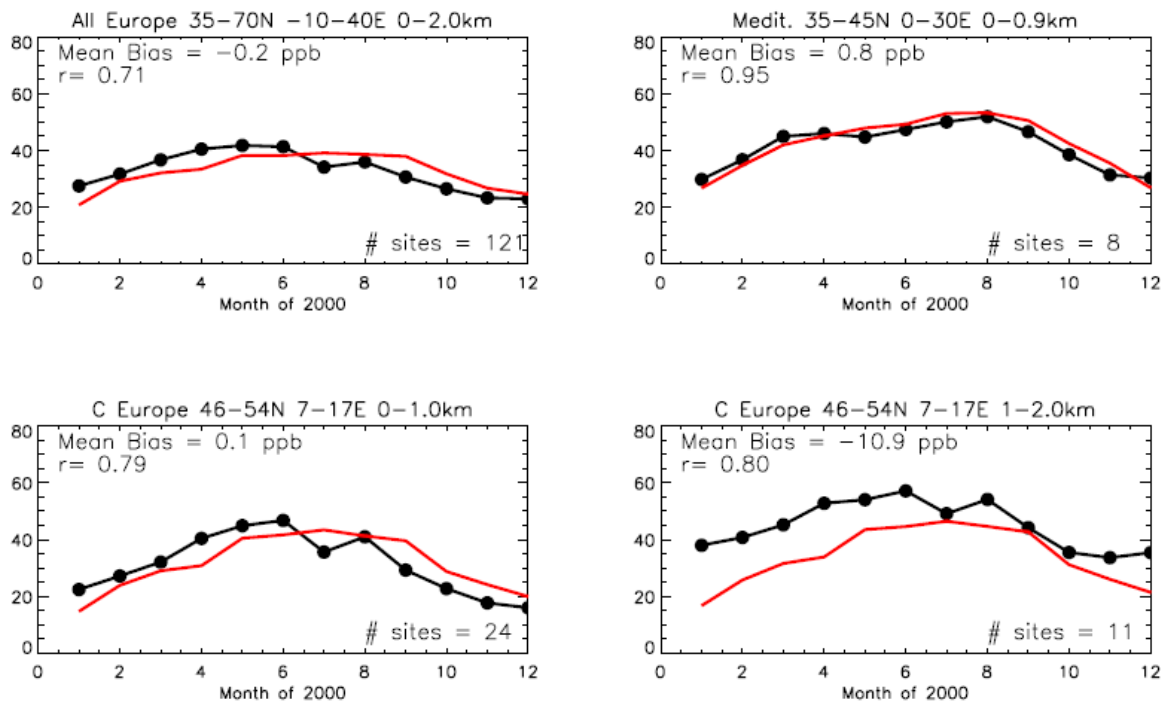 All Europe 35-70N -10-40E 0-2.0km
80
60
40
20
0
Mean Bias = -0.2 ppb
r= 0.71
# sites = 121
0 2 4 6 8 10 12
Month of 2000
Medit. 35-45N 0-30E 0-0.9km
80
60
40
20
0
Mean Bias = 0.8 ppb
r= 0.95
# sites = 8
0 2 4 6 8 10 12
Month of 2000
C Europe 46-54N 7-17E 0-1.0km
80
60
40
20
0
Mean Bias = 0.1 ppb
r= 0.79
# sites = 24
0 2 4 6 8 10 12
Month of 2000
C Europe 46-54N 7-17E 1-2.0km
80
60
40
20
0
Mean Bias = -10.9 ppb
r= 0.80
# sites = 11
0 2 4 6 8 10 12
Month of 2000